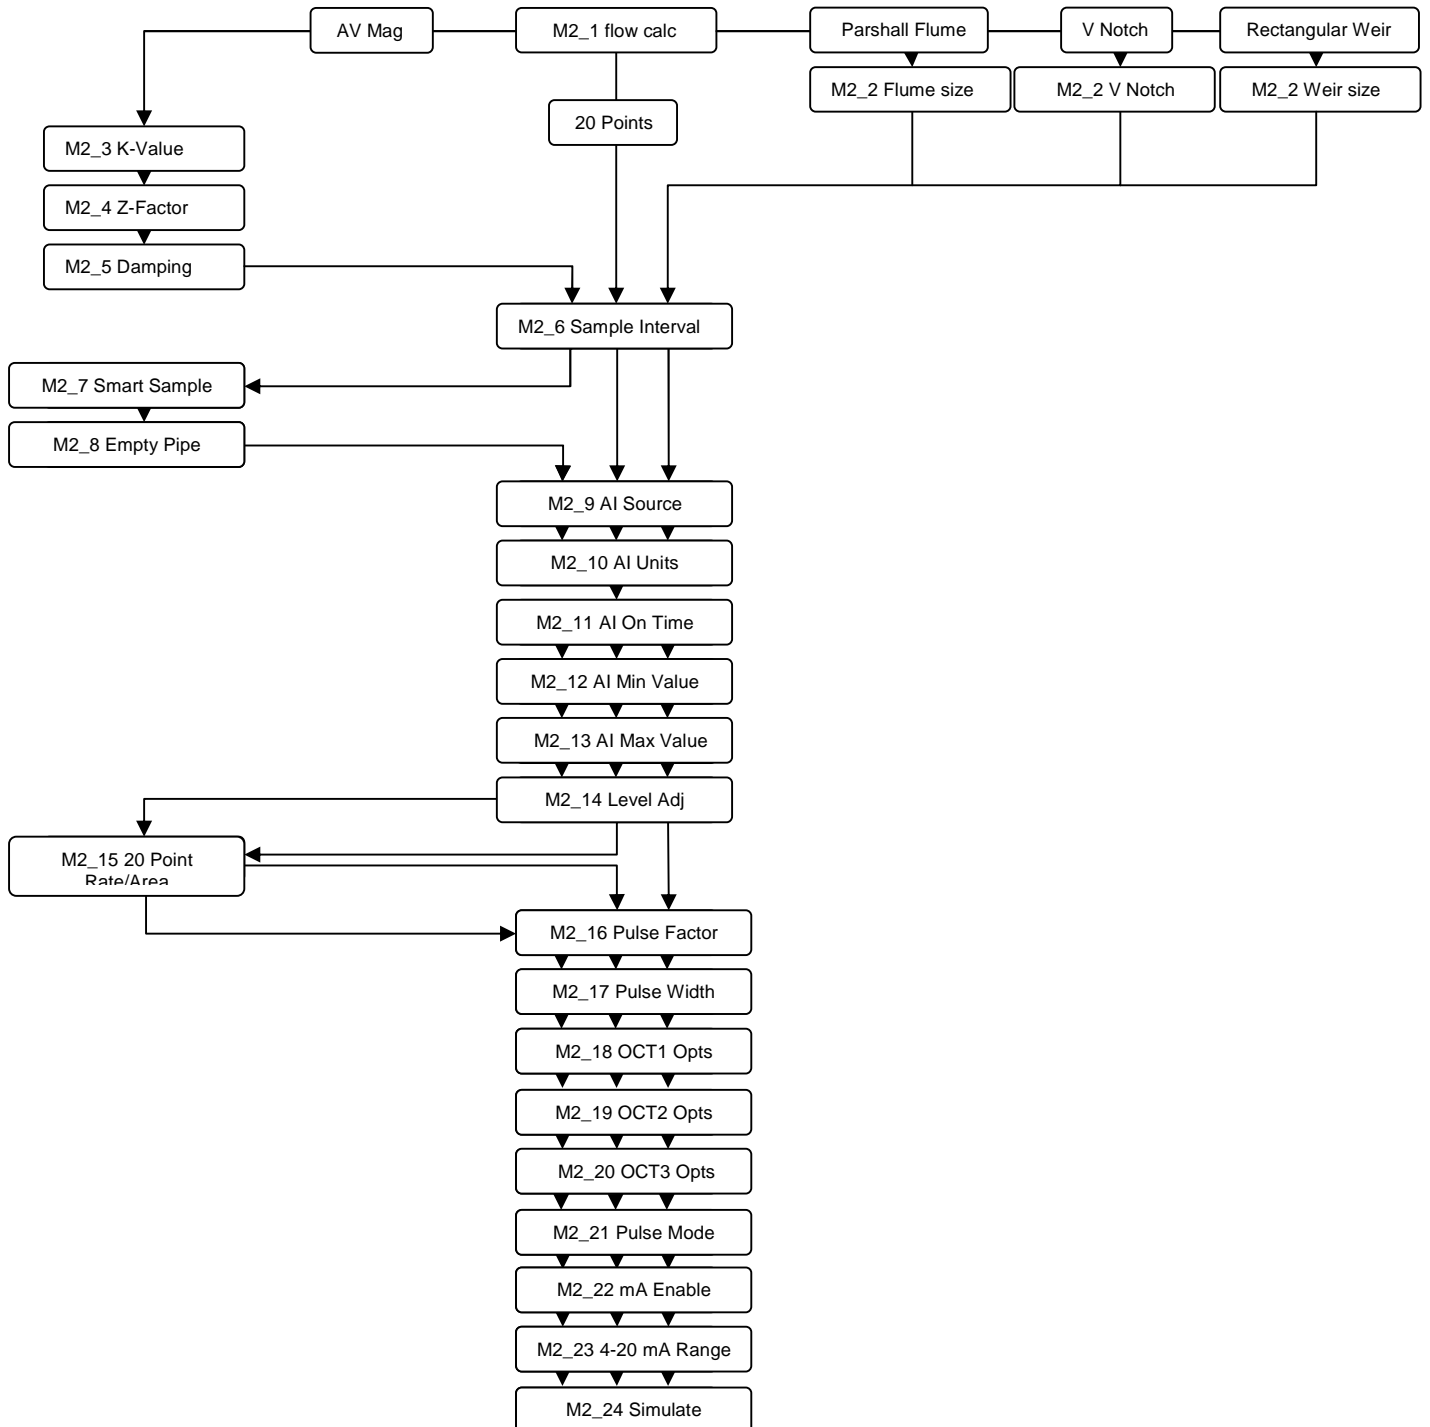 AV Mag
M2_1 flow calc
Parshall Flume
V Notch
Rectangular Weir
M2_2 Flume size
M2_2 V Notch
M2_2 Weir size
20 Points
M2_3 K-Value
M2_4 Z-Factor
M2_5 Damping
M2_6 Sample Interval
M2_7 Smart Sample
M2_8 Empty Pipe
M2_9 AI Source
M2_10 AI Units
M2_11 AI On Time
M2_12 AI Min Value
M2_13 AI Max Value
M2_14 Level Adj
M2_15 20 Point
Rate/Area
M2_16 Pulse Factor
M2_17 Pulse Width
M2_18 OCT1 Opts
M2_19 OCT2 Opts
M2_20 OCT3 Opts
M2_21 Pulse Mode
M2_22 mA Enable
M2_23 4-20 mA Range
M2_24 Simulate